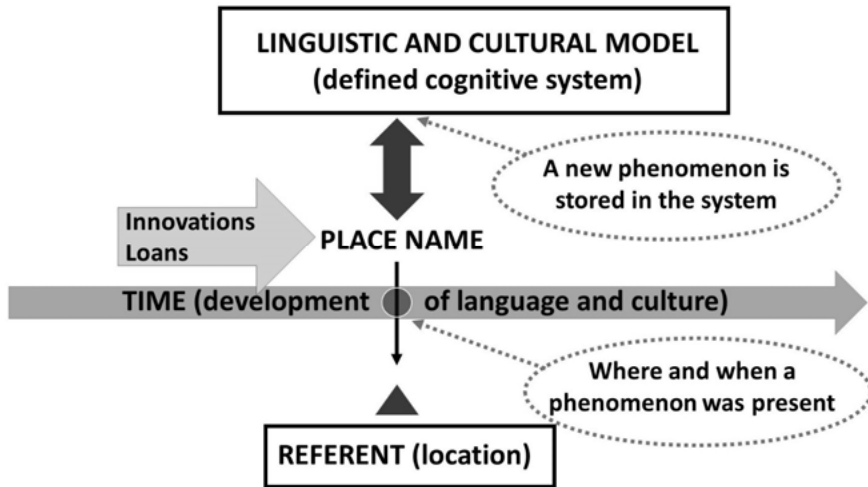 LINGUISTIC AND CULTURAL MODEL
(defined cognitive system)
A new phenomenon is
stored in the system
Innovations
Loans
PLACE NAME
TIME (development of language and culture)
Where and when a
phenomenon was present
REFERENT (location)